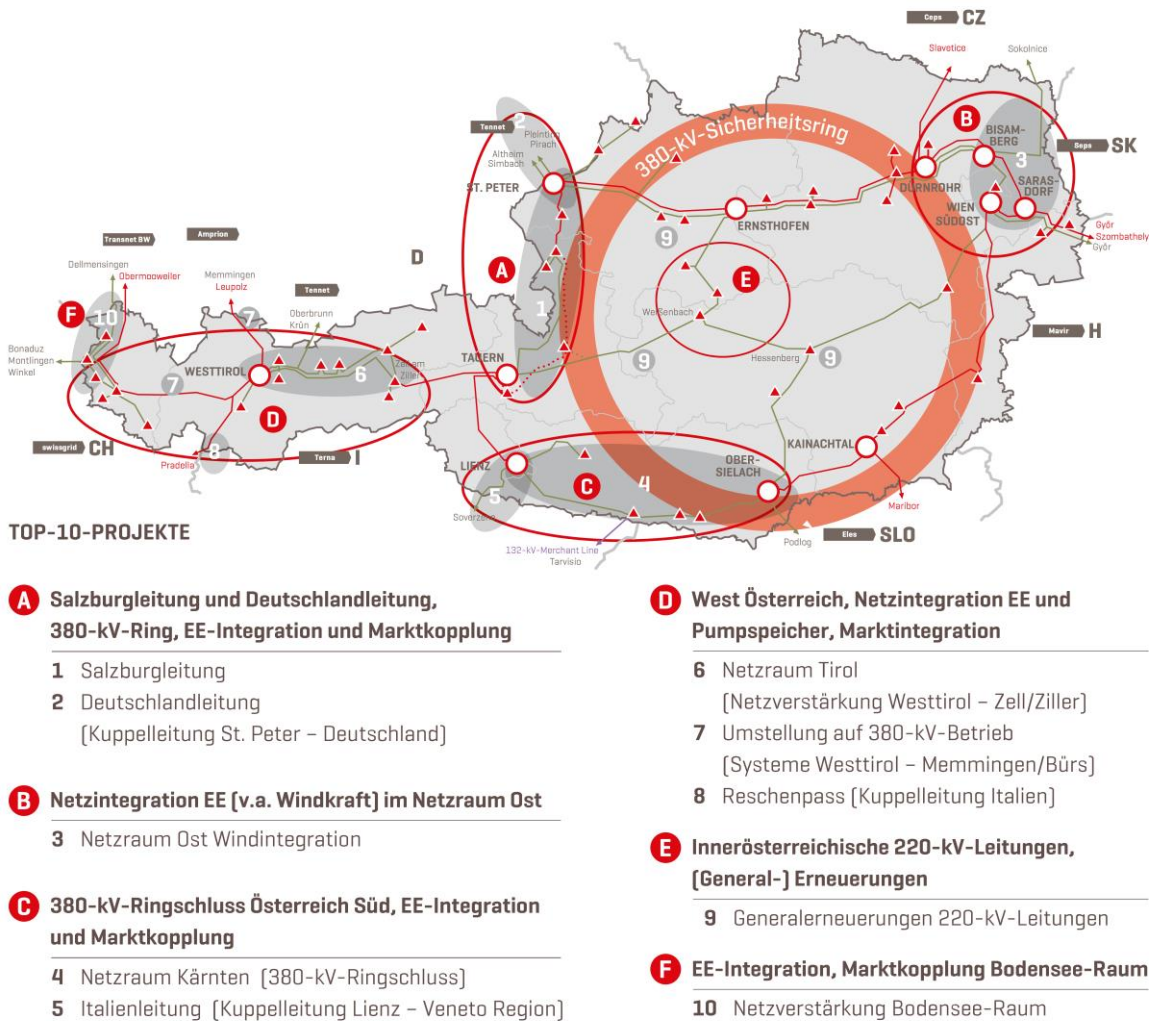 Ceps CZ
Slavetice
Sokolnice
380-kV-Sicherheitsring
B
2
Tennet
Pleinting
Pirach
Altheim
Simbach
BISAM-
BERG
3
Seps SK
ST. PETER
DÜRNROHR
SARAS-
DORF
WIEN
SÜDOST
ERNSTHOFEN
9
Győr
Szombathely
Győr
Transnet BW
Amprion
D
A
E
Dellmensingen
Obermooweiler
Memmingen
Leupolz
Tennet
1
Weißenbach
F
10
7
Oberbrunn
Krün
Mavir H
Bonaduz
Montlingen
Winkel
TAUERN
9
Hessenberg
9
WESTTIROL
6
Zell am
Ziller
7
D
swissgrid CH
8
Pradella
Terna I
LIENZ
KAINACHTAL
OBER-
SIELACH
C
4
5
Soverzene
Maribor
Eles SLO
Podlog
132-kV-Merchant Line
Tarvisio
TOP-10-PROJEKTE
A Salzburgleitung und Deutschlandleitung,
380-kV-Ring, EE-Integration und Marktkopplung
1 Salzburgleitung
2 Deutschlandleitung
(Kuppelleitung St. Peter – Deutschland)
B Netzintegration EE (v.a. Windkraft) im Netzraum Ost
3 Netzraum Ost Windintegration
C 380-kV-Ringschluss Österreich Süd, EE-Integration
und Marktkopplung
4 Netzraum Kärnten (380-kV-Ringschluss)
5 Italienleitung (Kuppelleitung Lienz – Veneto Region)
D West Österreich, Netzintegration EE und
Pumpspeicher, Marktintegration
6 Netzraum Tirol
(Netzverstärkung Westtirol – Zell/Ziller)
7 Umstellung auf 380-kV-Betrieb
(Systeme Westtirol – Memmingen/Bürs)
8 Reschenpass (Kuppelleitung Italien)
E Innerösterreichische 220-kV-Leitungen,
(General-) Erneuerungen
9 Generalerneuerungen 220-kV-Leitungen
F EE-Integration, Marktkopplung Bodensee-Raum
10 Netzverstärkung Bodensee-Raum